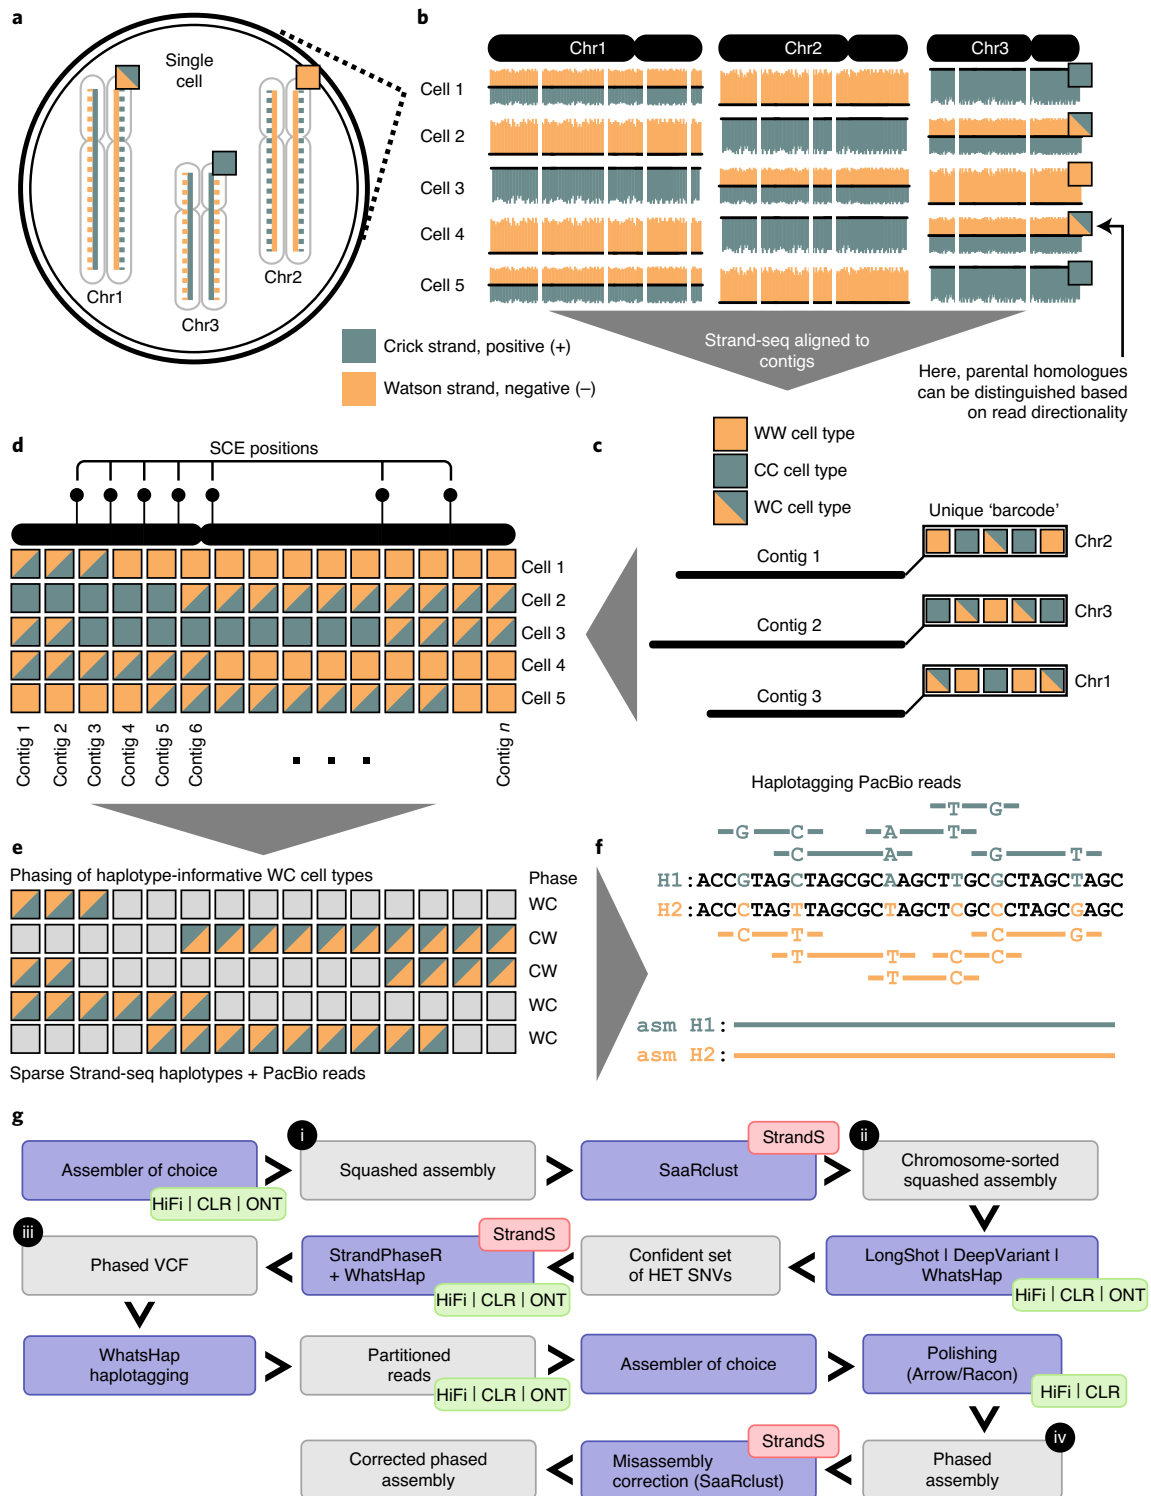 a
Single
cell
Chr1
Chr3
Chr2
Crick strand, positive (+)
Watson strand, negative (–)
b
Chr1
Chr2
Chr3
Cell 1
Cell 2
Cell 3
Cell 4
Cell 5
Strand-seq aligned to
contigs
Here, parental homologues
can be distinguished based
on read directionality
WW cell type
CC cell type
WC cell type
c
Unique ‘barcode’
Contig 1
Chr2
Contig 2
Chr3
Contig 3
Chr1
d
SCE positions
Cell 1
Cell 2
Cell 3
Cell 4
Cell 5
Contig 1
Contig 2
Contig 3
Contig 4
Contig 5
Contig 6
. . .
Contig n
e
Phasing of haplotype-informative WC cell types
Phase
WC
CW
CW
WC
WC
Sparse Strand-seq haplotypes + PacBio reads
f
Haplotagging PacBio reads
T G
G C A T
C A G T
H1:ACCGTAGCTAGCGCAAGCTTGCGCTAGCTAGC
H2:ACCCTAGTTAGCGCTAGCTCGCCCTAGCGAGC
C T C G
T T C C
T C
asm H1:
asm H2:
g
i
StrandS
ii
Assembler of choice
HiFi | CLR | ONT
Squashed assembly
SaaRclust
Chromosome-sorted
squashed assembly
iii
Phased VCF
StrandS
StrandPhaseR
+ WhatsHap
HiFi | CLR | ONT
Confident set
of HET SNVs
LongShot | DeepVariant |
WhatsHap
HiFi | CLR | ONT
WhatsHap
haplotagging
Partitioned
reads
HiFi | CLR | ONT
Assembler of choice
Polishing
(Arrow/Racon)
HiFi | CLR
Corrected phased
assembly
StrandS
Misassembly
correction (SaaRclust)
iv
Phased
assembly